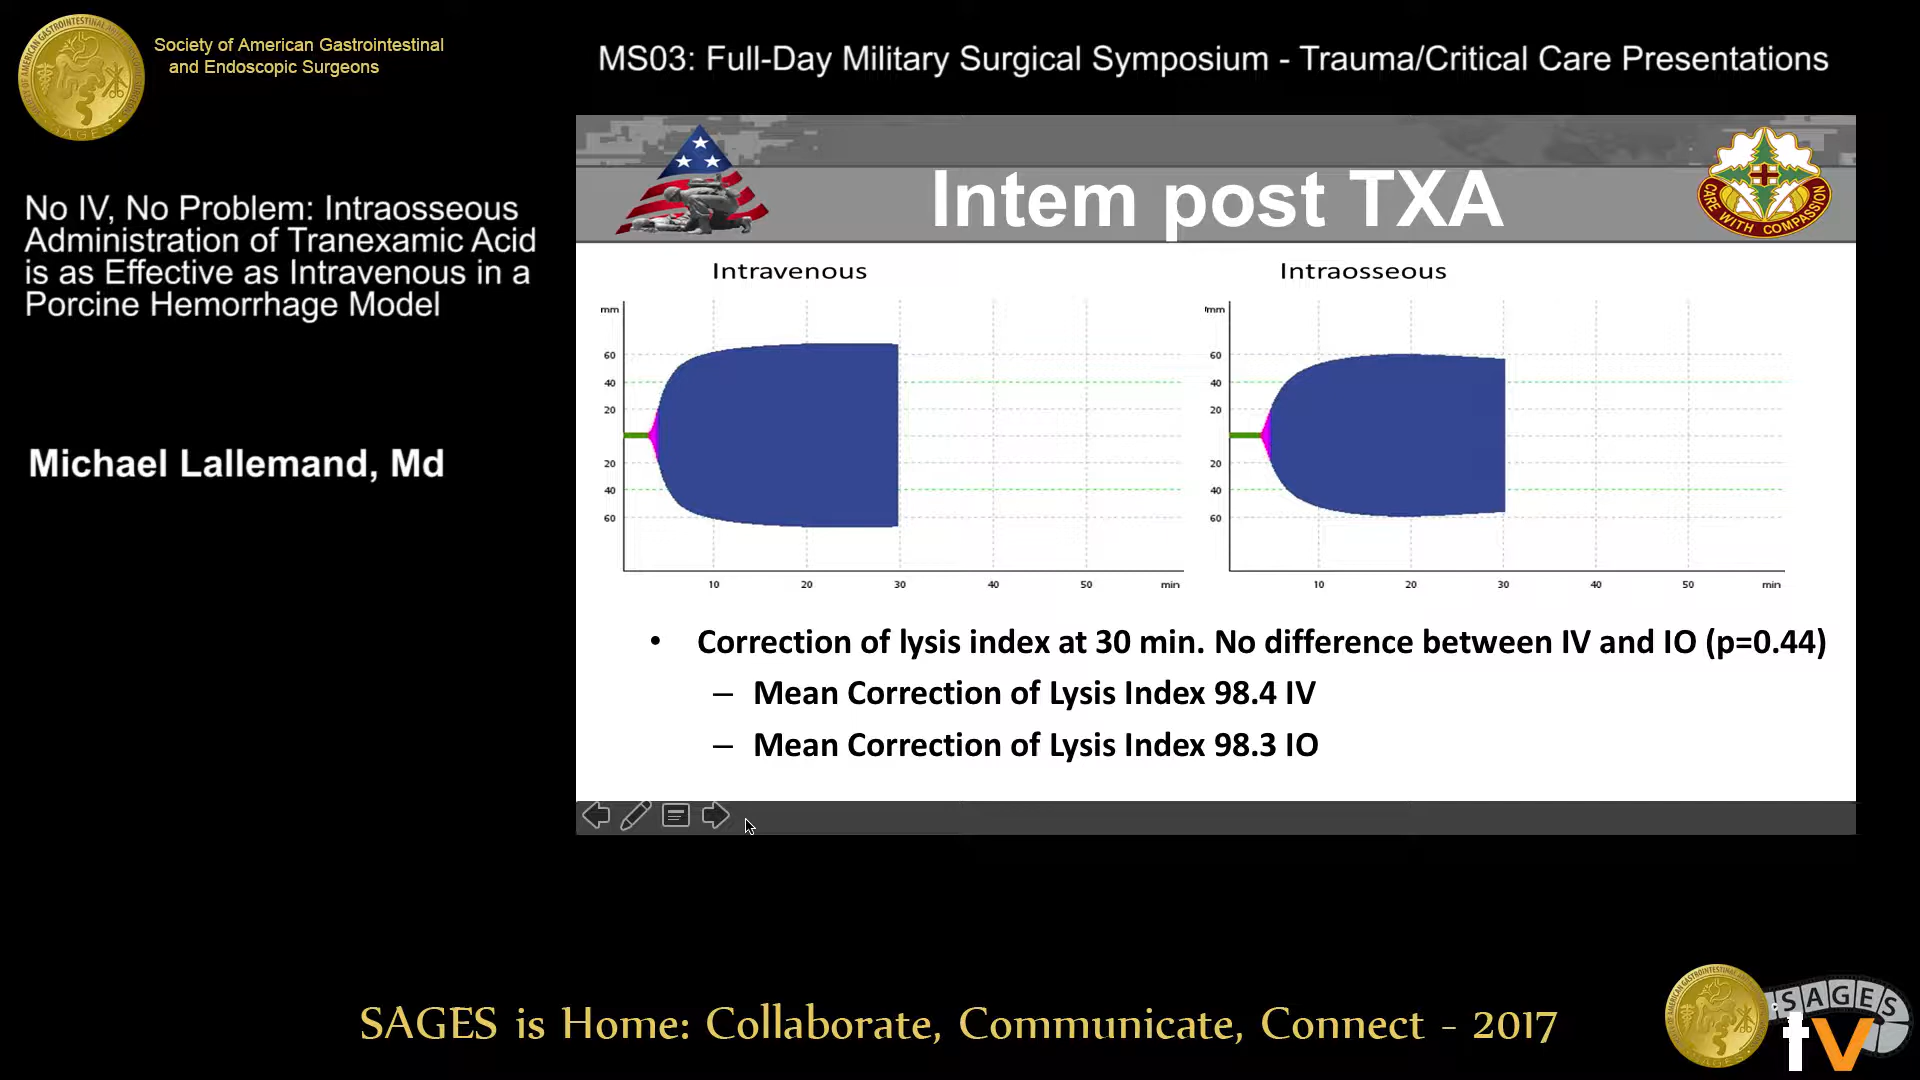 Society of American Gastrointestinal
and Endoscopic Surgeons
MS03: Full-Day Military Surgical Symposium - Trauma/Critical Care Presentations
No IV, No Problem: Intraosseous
Administration of Tranexamic Acid
is as Effective as Intravenous in a
Porcine Hemorrhage Model
Michael Lallemand, Md
Intem post TXA
CARE WITH COMPASSION
Intravenous
mm
60
40
20
20
40
60
10 20 30 40 50 min
Intraosseous
mm
60
40
20
20
40
60
10 20 30 40 50 min
• Correction of lysis index at 30 min. No difference between IV and IO (p=0.44)
– Mean Correction of Lysis Index 98.4 IV
– Mean Correction of Lysis Index 98.3 IO
SAGES is Home: Collaborate, Communicate, Connect - 2017
SAGES
tv